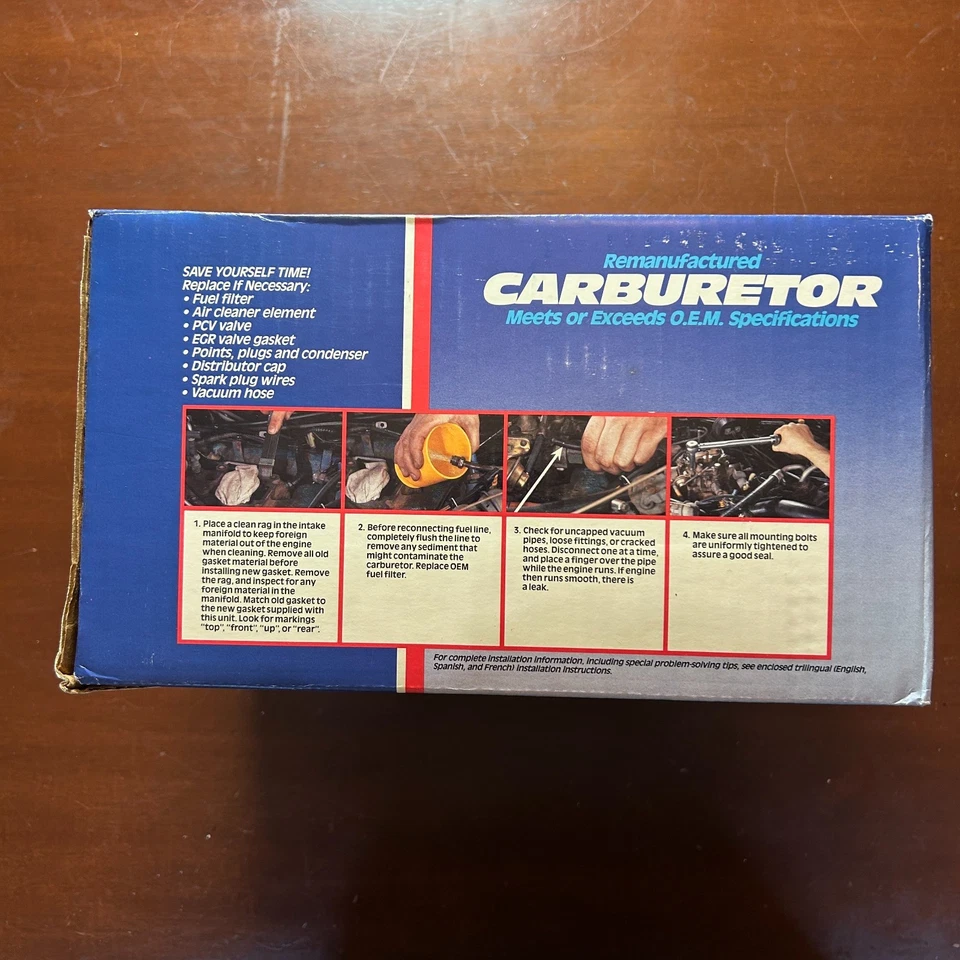 SAVE YOURSELF TIME!
Replace If Necessary:
• Fuel filter
• Air cleaner element
• PCV valve
• EGR valve gasket
• Points, plugs and condenser
• Distributor cap
• Spark plug wires
• Vacuum hose
Remanufactured
CARBURETOR
Meets or Exceeds O.E.M. Specifications
1. Place a clean rag in the intake
manifold to keep foreign
material out of the engine
when cleaning. Remove all old
gasket material before
installing new gasket. Remove
the rag, and inspect for any
foreign material in the
manifold. Match old gasket to
the new gasket supplied with
this unit. Look for markings
"top", "front", "up", or "rear".
2. Before reconnecting fuel line,
completely flush the line to
remove any sediment that
might contaminate the
carburetor. Replace OEM
fuel filter.
3. Check for uncapped vacuum
pipes, loose fittings, or cracked
hoses. Disconnect one at a time,
and place a finger over the pipe
while the engine runs. If engine
then runs smooth, there is
a leak.
4. Make sure all mounting bolts
are uniformly tightened to
assure a good seal.
For complete installation information, including special problem-solving tips, see enclosed trilingual (English,
Spanish, and French) Installation Instructions.